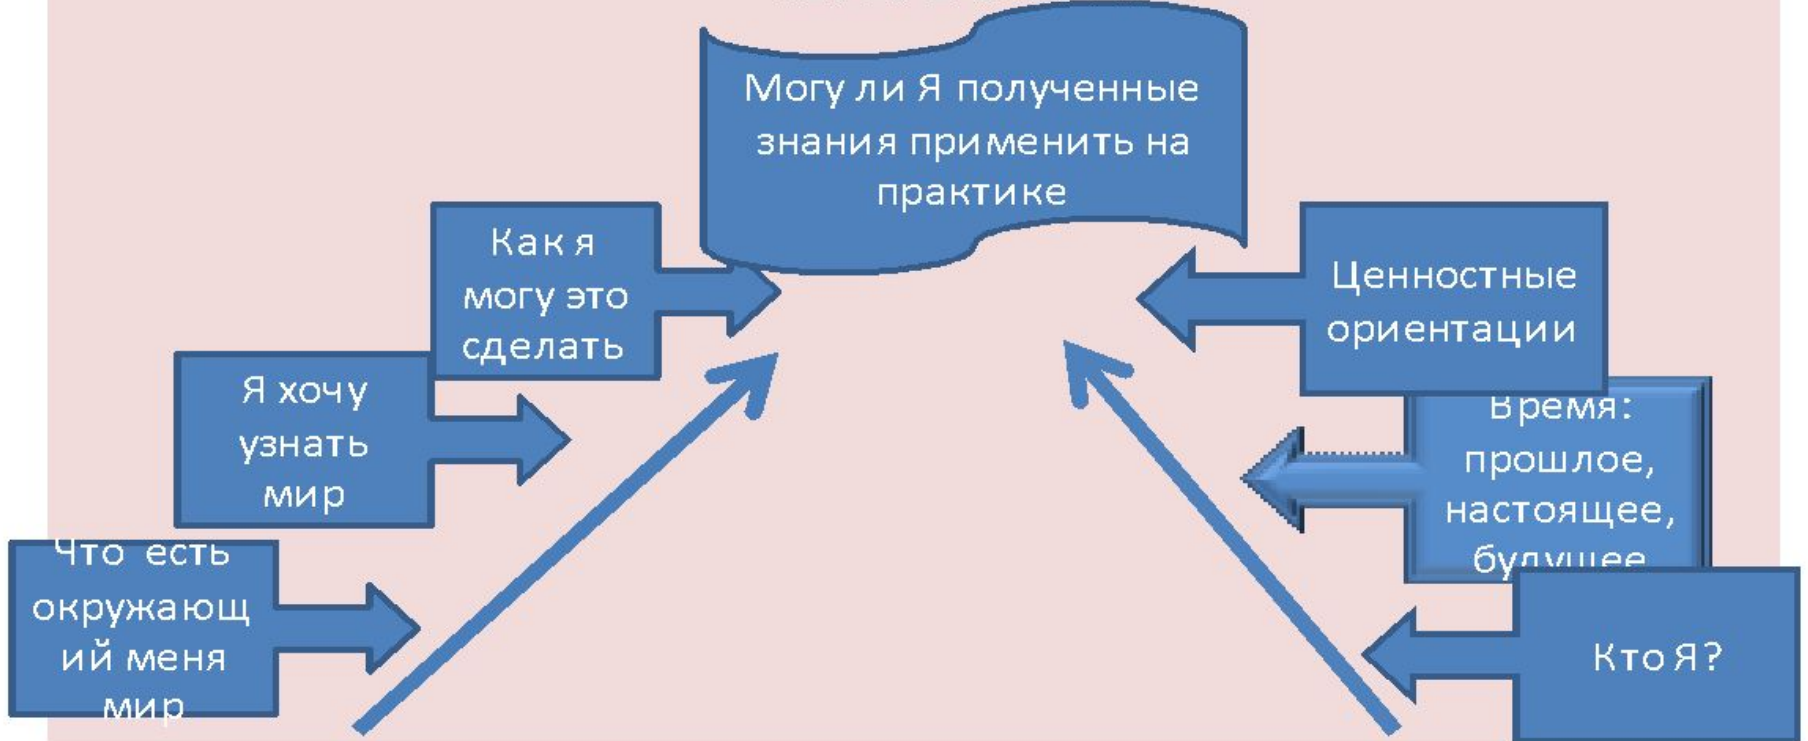 Могу ли Я полученные
знания применить на
практике
Как я
могу это
сделать
Ценностные
ориентации
Я хочу
узнать
мир
Время:
прошлое,
настоящее,
будущее
Что есть
окружающ
ий меня
мир
Кто Я?